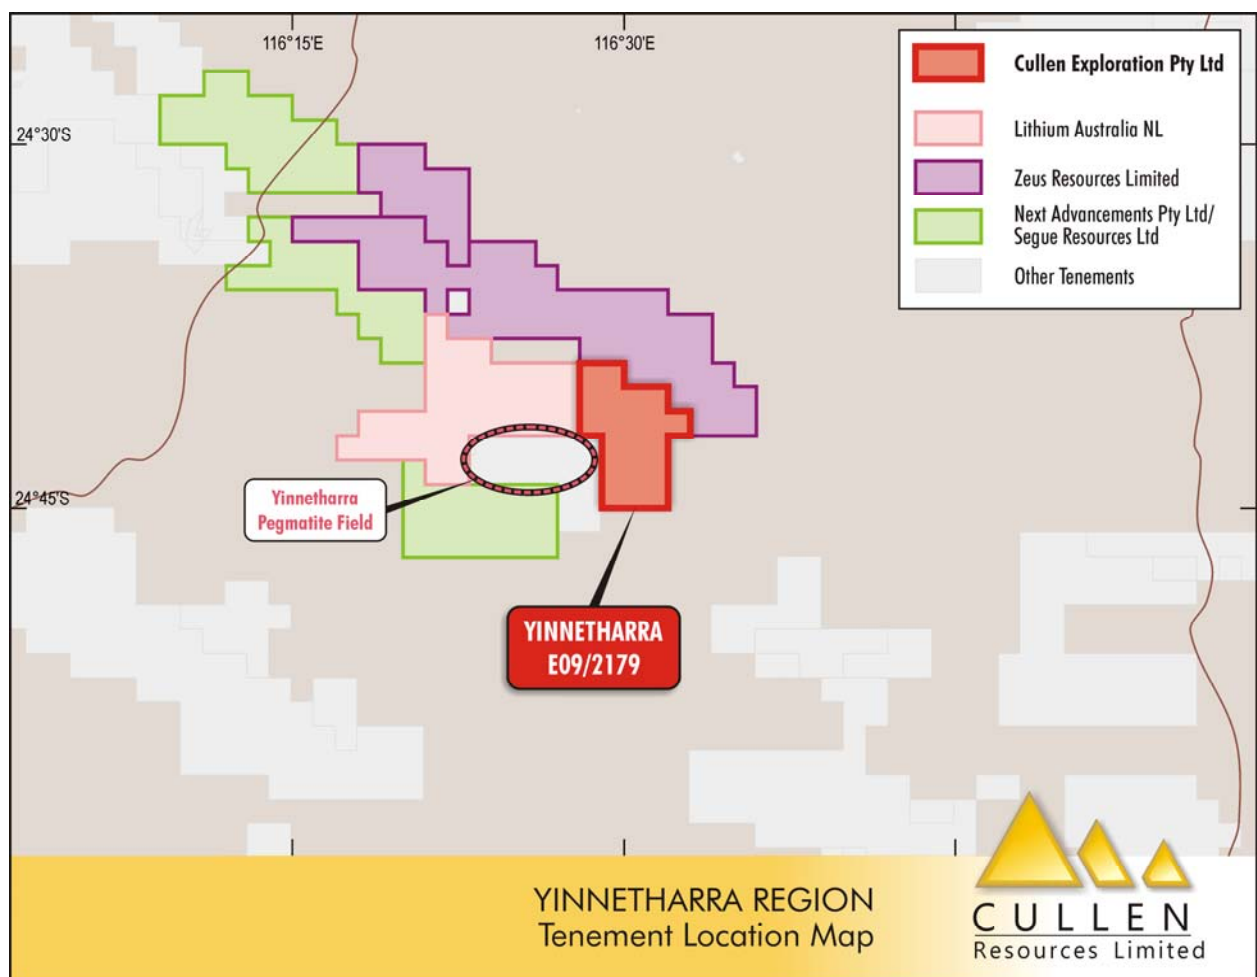 116°15'E
116°30'E
24°30'S
24°45'S
Cullen Exploration Pty Ltd
Lithium Australia NL
Zeus Resources Limited
Next Advancements Pty Ltd/
Segue Resources Ltd
Other Tenements
Yinnetharra
Pegmatite Field
YINNETHARRA
E09/2179
YINNETHARRA REGION
Tenement Location Map
CULLEN
Resources Limited